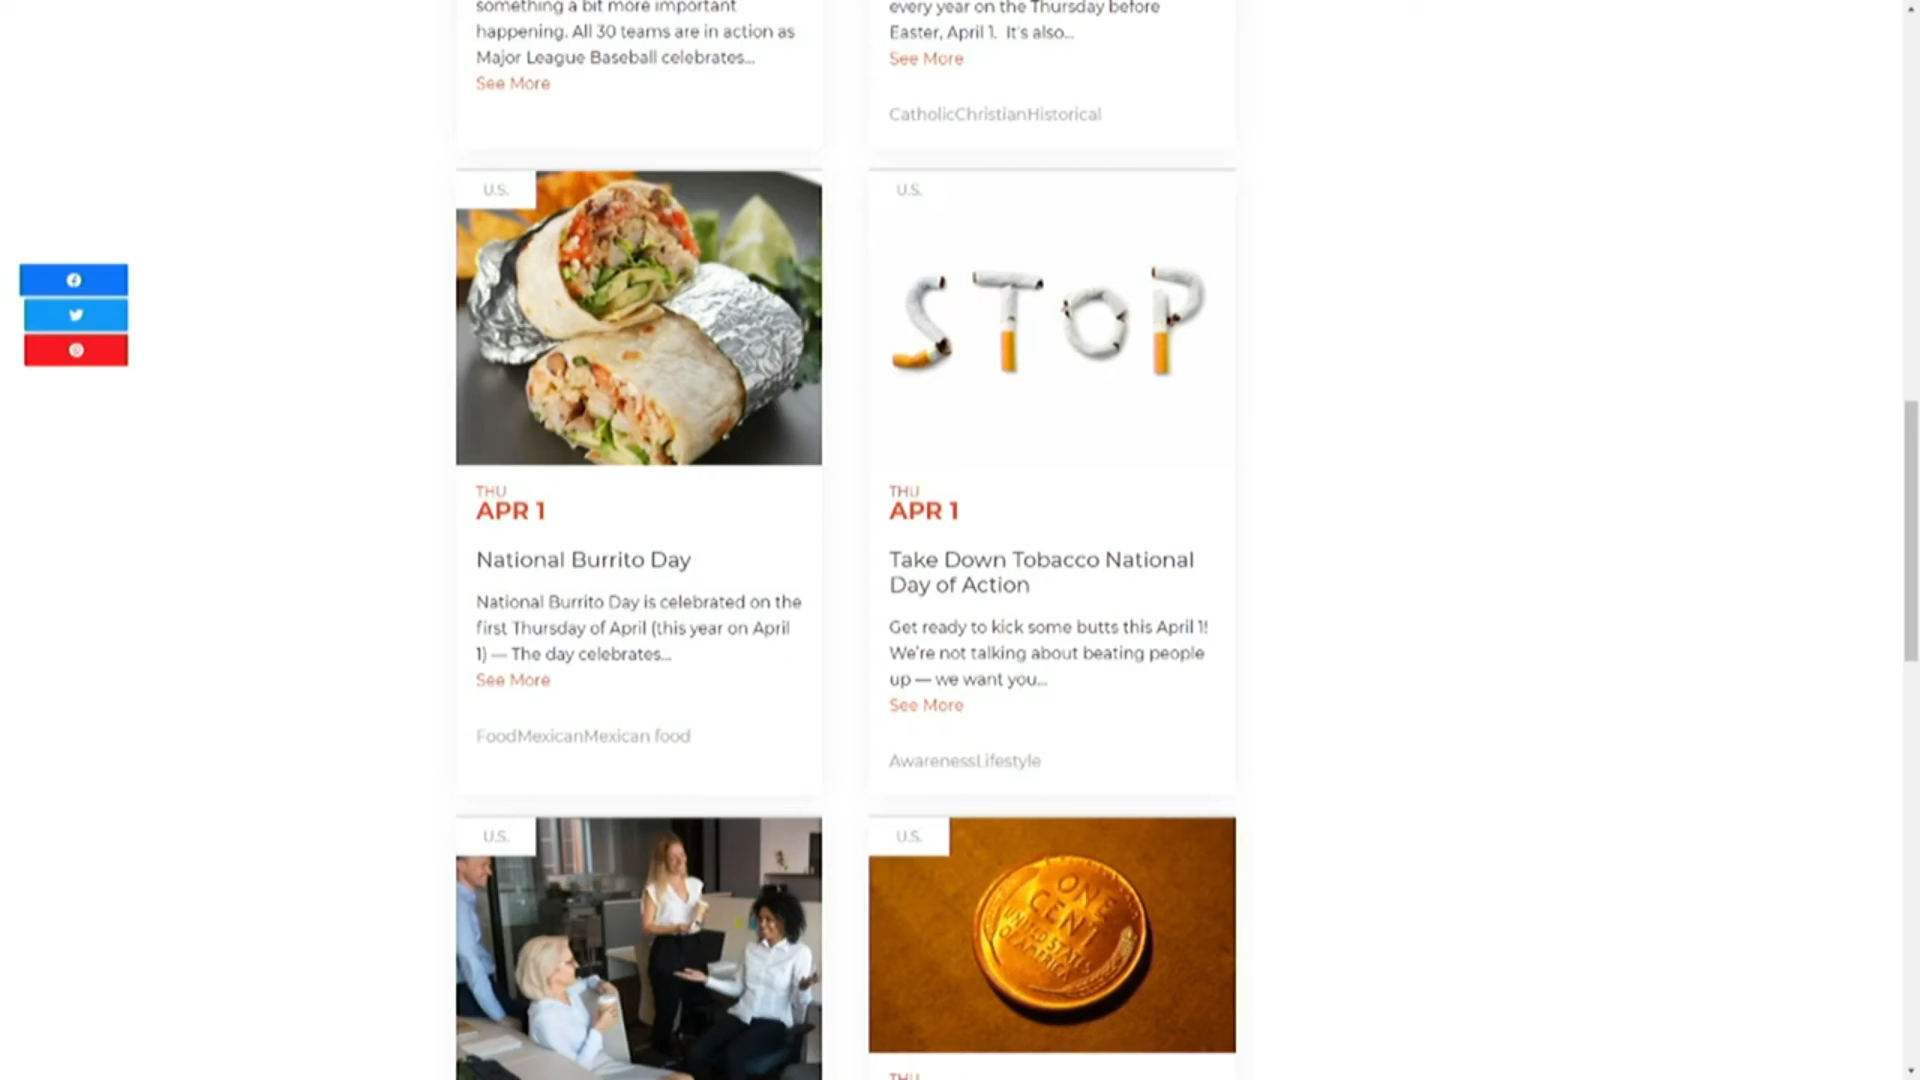 something a bit more important
happening. All 30 teams are in action as
Major League Baseball celebrates...
See More
every year on the Thursday before
Easter, April 1. It's also...
See More
CatholicChristianHistorical
U.S.
THU
APR 1
National Burrito Day
National Burrito Day is celebrated on the
first Thursday of April (this year on April
1) — The day celebrates...
See More
FoodMexicanMexican food
U.S.
STOP
THU
APR 1
Take Down Tobacco National
Day of Action
Get ready to kick some butts this April 1!
We're not talking about beating people
up — we want you...
See More
AwarenessLifestyle
U.S.
U.S.
ONE
CENT
UNITED STATES
OF AMERICA
THU